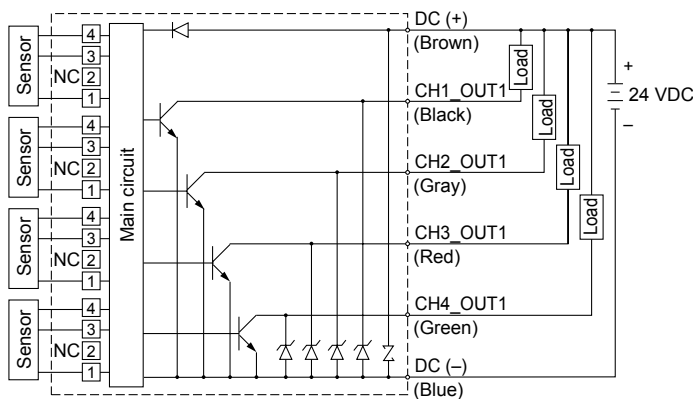 DC (+)
(Brown)
CH1_OUT1
(Black)
CH2_OUT1
(Gray)
CH3_OUT1
(Red)
CH4_OUT1
(Green)
DC (–)
(Blue)
Load
Load
Load
Load
+
24 VDC
–
Main circuit
Sensor
4
3
NC 2
1
Sensor
4
3
NC 2
1
Sensor
4
3
NC 2
1
Sensor
4
3
NC 2
1